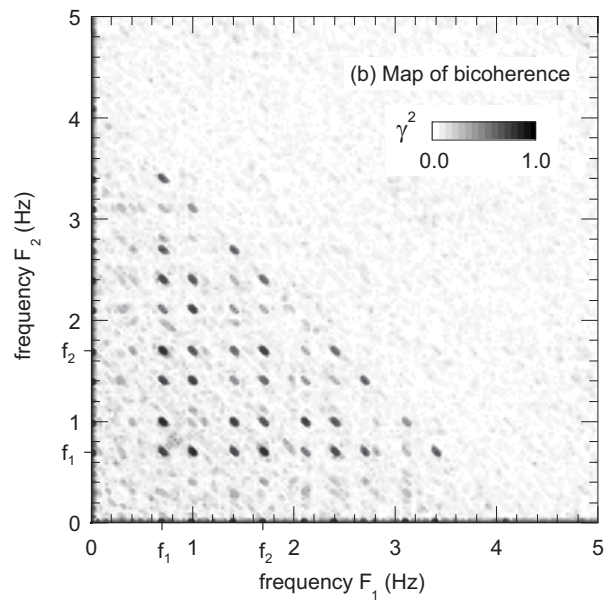 5
4
3
2
f₂
1
f₁
0
frequency F₂ (Hz)
(b) Map of bicoherence
γ²
0.0 1.0
0 f₁ 1 f₂ 2 3 4 5
frequency F₁ (Hz)